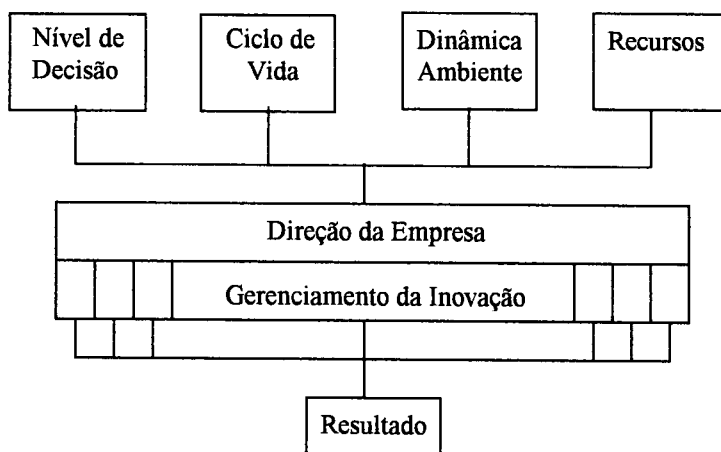 Nível de
Decisão
Ciclo de
Vida
Dinâmica
Ambiente
Recursos
Direção da Empresa
Gerenciamento da Inovação
Resultado